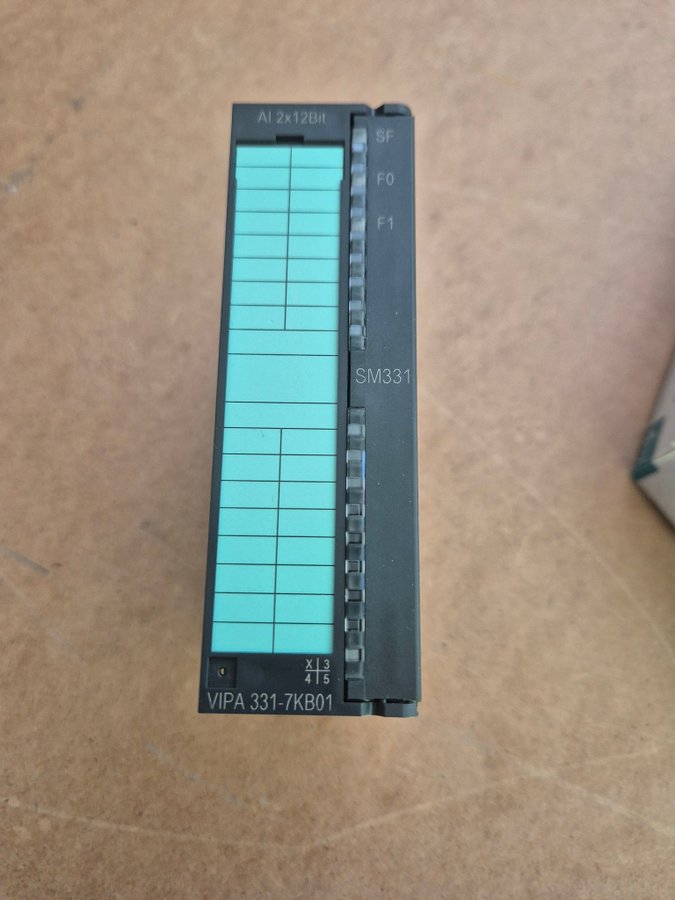 AI 2x12Bit
SF
F0
F1
SM331
X 3
4 5
VIPA 331-7KB01